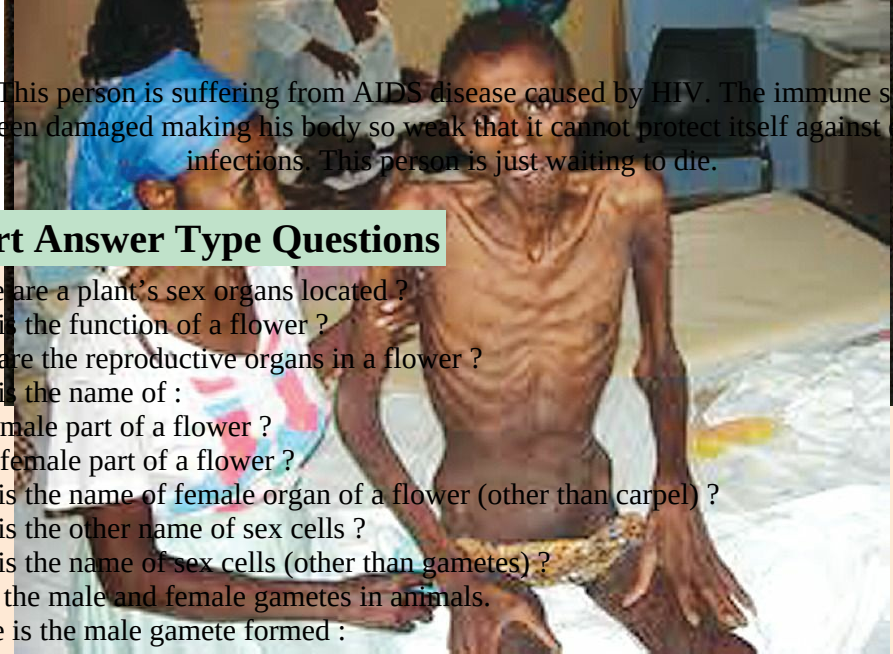 This person is suffering from AIDS disease caused by HIV. The immune s
een damaged making his body so weak that it cannot protect itself against
infections. This person is just waiting to die.
rt Answer Type Questions
e are a plant’s sex organs located ?
is the function of a flower ?
are the reproductive organs in a flower ?
is the name of :
male part of a flower ?
female part of a flower ?
is the name of female organ of a flower (other than carpel) ?
is the other name of sex cells ?
is the name of sex cells (other than gametes) ?
the male and female gametes in animals.
e is the male gamete formed :